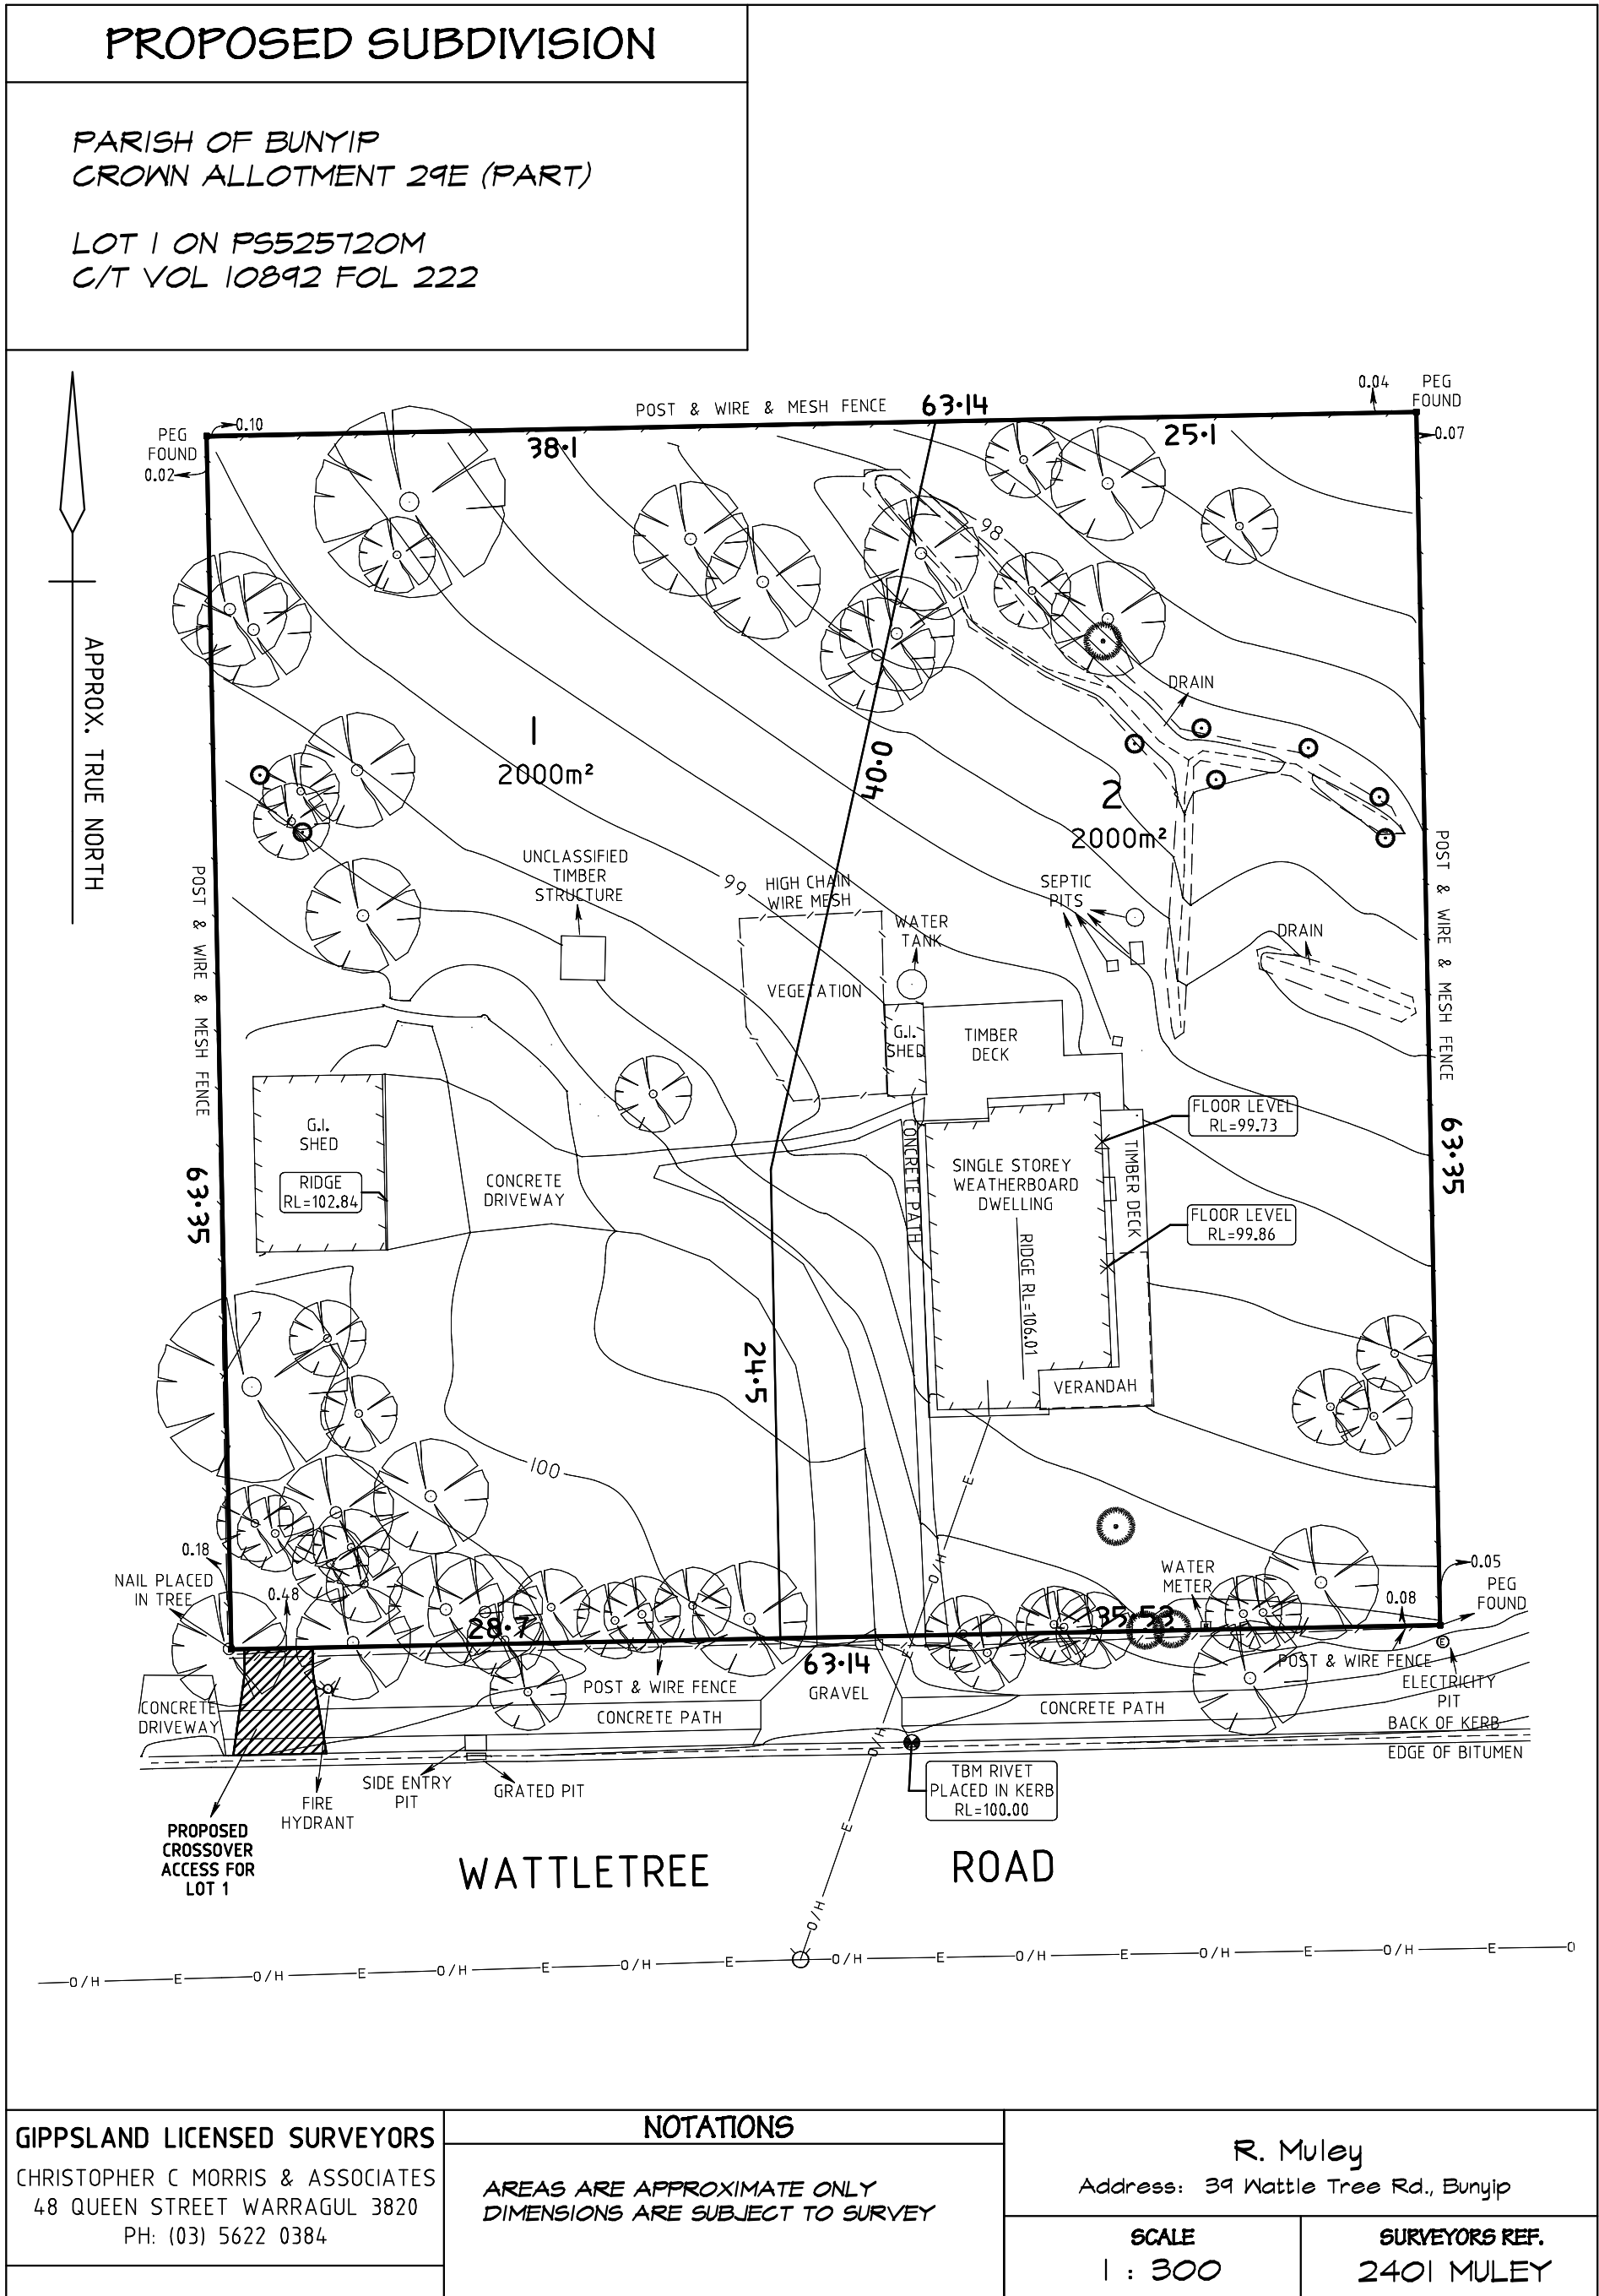 PROPOSED SUBDIVISION
PARISH OF BUNYIP
CROWN ALLOTMENT 29E (PART)
LOT 1 ON PS525720M
C/T VOL 10892 FOL 222
APPROX. TRUE NORTH
PEG
FOUND
0.10
0.02
POST & WIRE & MESH FENCE
63·14
38·1
25·1
0.04
PEG
FOUND
0.07
98
DRAIN
1
2000m²
40·0
2
2000m²
UNCLASSIFIED
TIMBER
STRUCTURE
99
HIGH CHAIN
WIRE MESH
VEGETATION
WATER
TANK
SEPTIC
PITS
DRAIN
POST & WIRE & MESH FENCE
POST & WIRE & MESH FENCE
G.I.
SHED
TIMBER
DECK
G.I.
SHED
RIDGE
RL=102.84
CONCRETE
DRIVEWAY
CONCRETE PATH
SINGLE STOREY
WEATHERBOARD
DWELLING
RIDGE RL=106.01
TIMBER DECK
FLOOR LEVEL
RL=99.73
FLOOR LEVEL
RL=99.86
63·35
63·35
24·5
VERANDAH
100
E
O/H
E
O/H
E
O/H
0.18
NAIL PLACED
IN TREE
0.48
28·7
35·53
WATER
METER
0.08
0.05
PEG
FOUND
63·14
POST & WIRE FENCE
GRAVEL
POST & WIRE FENCE
E
ELECTRICITY
PIT
CONCRETE
DRIVEWAY
CONCRETE PATH
CONCRETE PATH
BACK OF KERB
EDGE OF BITUMEN
SIDE ENTRY
PIT
GRATED PIT
FIRE
HYDRANT
TBM RIVET
PLACED IN KERB
RL=100.00
PROPOSED
CROSSOVER
ACCESS FOR
LOT 1
WATTLETREE ROAD
O/H E O/H E O/H E O/H E O/H E O/H E O/H E O/H E O
GIPPSLAND LICENSED SURVEYORS
CHRISTOPHER C MORRIS & ASSOCIATES
48 QUEEN STREET WARRAGUL 3820
PH: (03) 5622 0384
NOTATIONS
AREAS ARE APPROXIMATE ONLY
DIMENSIONS ARE SUBJECT TO SURVEY
R. Muley
Address: 39 Wattle Tree Rd., Bunyip
SCALE
1 : 300
SURVEYORS REF.
2401 MULEY